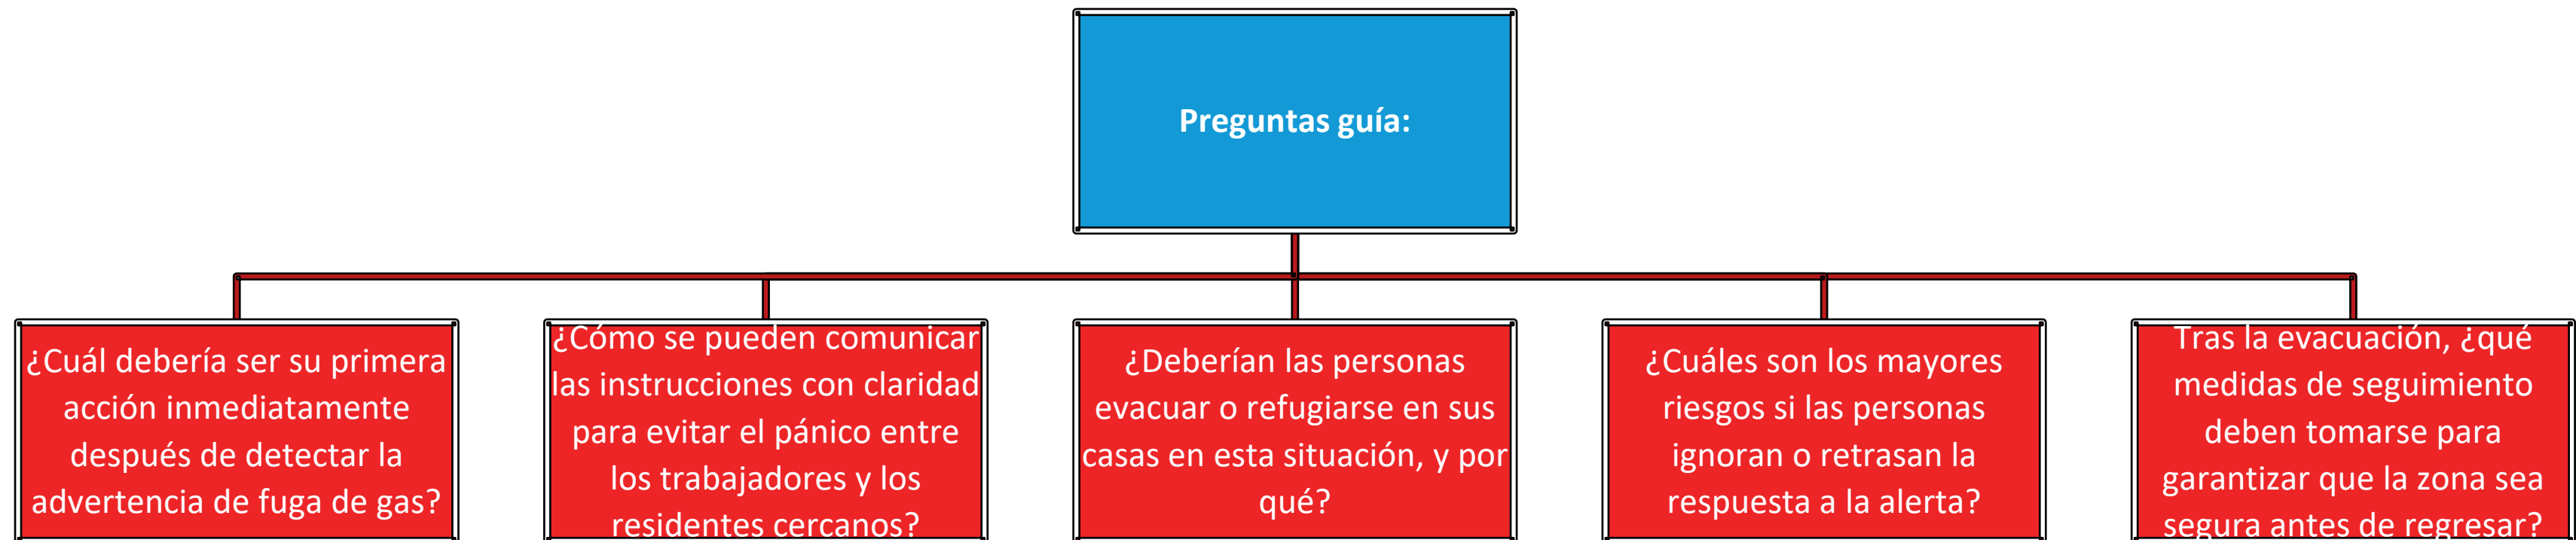 Preguntas guía:
¿Cuál debería ser su primera
acción inmediatamente
después de detectar la
advertencia de fuga de gas?
¿Cómo se pueden comunicar
las instrucciones con claridad
para evitar el pánico entre
los trabajadores y los
residentes cercanos?
¿Deberían las personas
evacuar o refugiarse en sus
casas en esta situación, y por
qué?
¿Cuáles son los mayores
riesgos si las personas
ignoran o retrasan la
respuesta a la alerta?
Tras la evacuación, ¿qué
medidas de seguimiento
deben tomarse para
garantizar que la zona sea
segura antes de regresar?